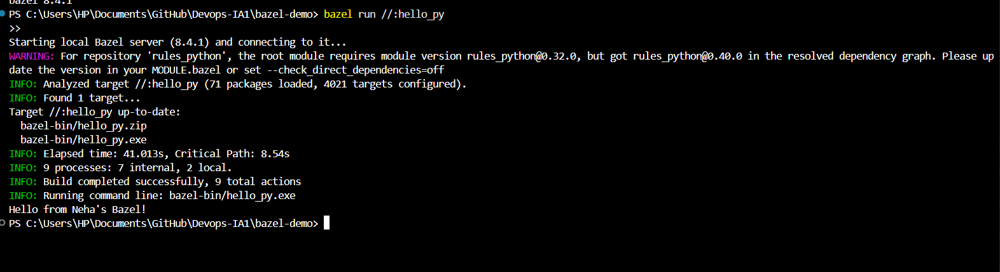 bazel 8.4.1
PS C:\Users\HP\Documents\GitHub\Devops-IA1\bazel-demo> bazel run //:hello_py
>>
Starting local Bazel server (8.4.1) and connecting to it...
WARNING: For repository 'rules_python', the root module requires module version rules_python@0.32.0, but got rules_python@0.40.0 in the resolved dependency graph. Please up
date the version in your MODULE.bazel or set --check_direct_dependencies=off
INFO: Analyzed target //:hello_py (71 packages loaded, 4021 targets configured).
INFO: Found 1 target...
Target //:hello_py up-to-date:
  bazel-bin/hello_py.zip
  bazel-bin/hello_py.exe
INFO: Elapsed time: 41.013s, Critical Path: 8.54s
INFO: 9 processes: 7 internal, 2 local.
INFO: Build completed successfully, 9 total actions
INFO: Running command line: bazel-bin/hello_py.exe
Hello from Neha's Bazel!
PS C:\Users\HP\Documents\GitHub\Devops-IA1\bazel-demo>